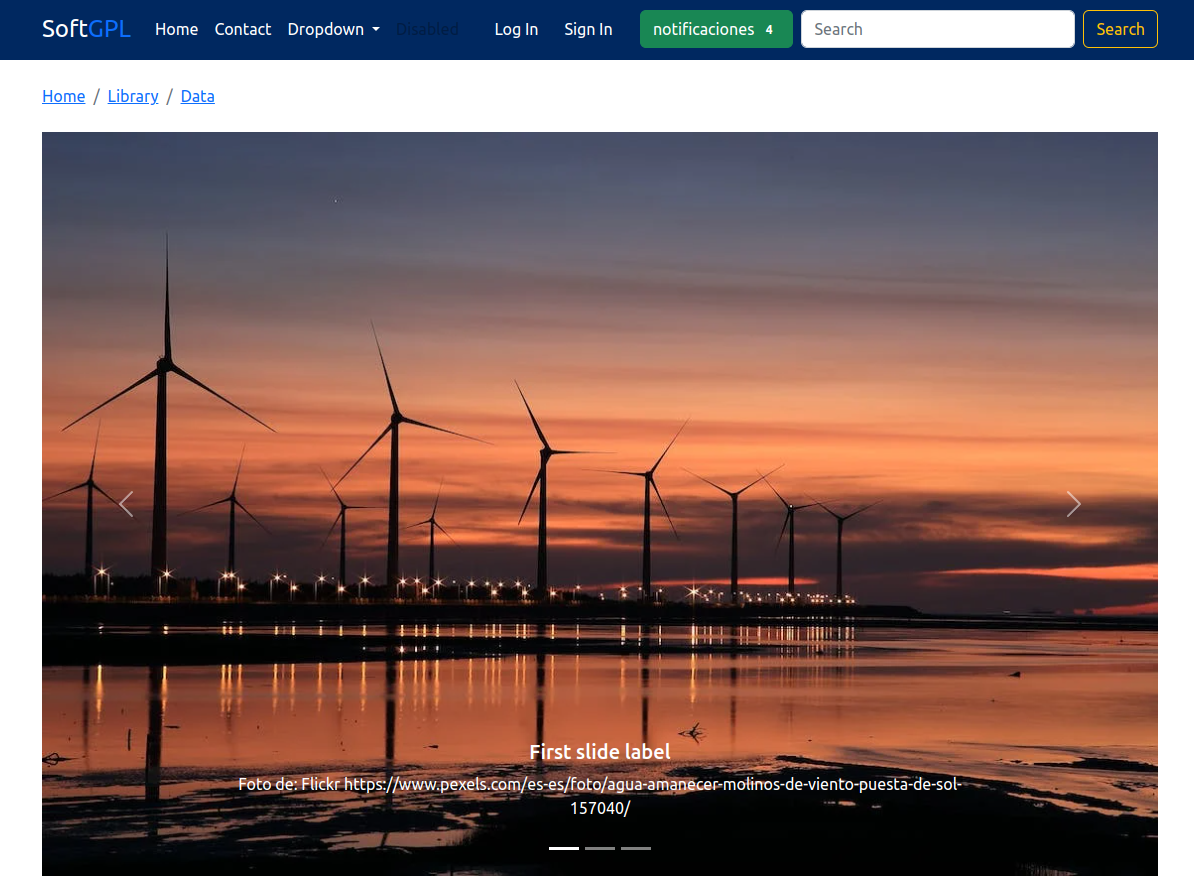 SoftGPL Home Contact Dropdown Disabled Log In Sign In notificaciones 4 Search Search
Home / Library / Data
First slide label
Foto de: Flickr https://www.pexels.com/es-es/foto/agua-amanecer-molinos-de-viento-puesta-de-sol-
157040/